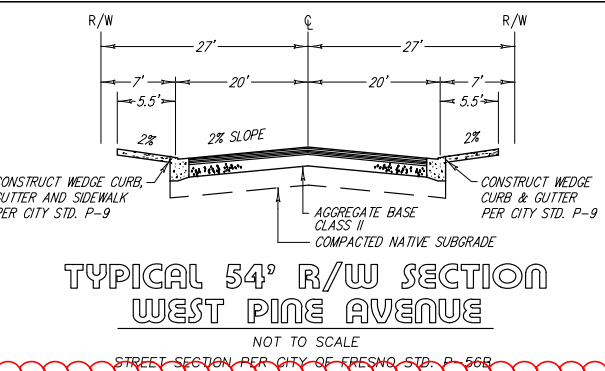 R/W
℄
R/W
27'
27'
7'
20'
20'
7'
5.5'
5.5'
2%
2% SLOPE
2%
CONSTRUCT WEDGE CURB,
GUTTER AND SIDEWALK
PER CITY STD. P-9
AGGREGATE BASE
CLASS II
COMPACTED NATIVE SUBGRADE
CONSTRUCT WEDGE
CURB & GUTTER
PER CITY STD. P-9
TYPICAL 54' R/W SECTION
WEST PINE AVENUE
NOT TO SCALE
STREET SECTION PER CITY OF FRESNO STD. P-56B